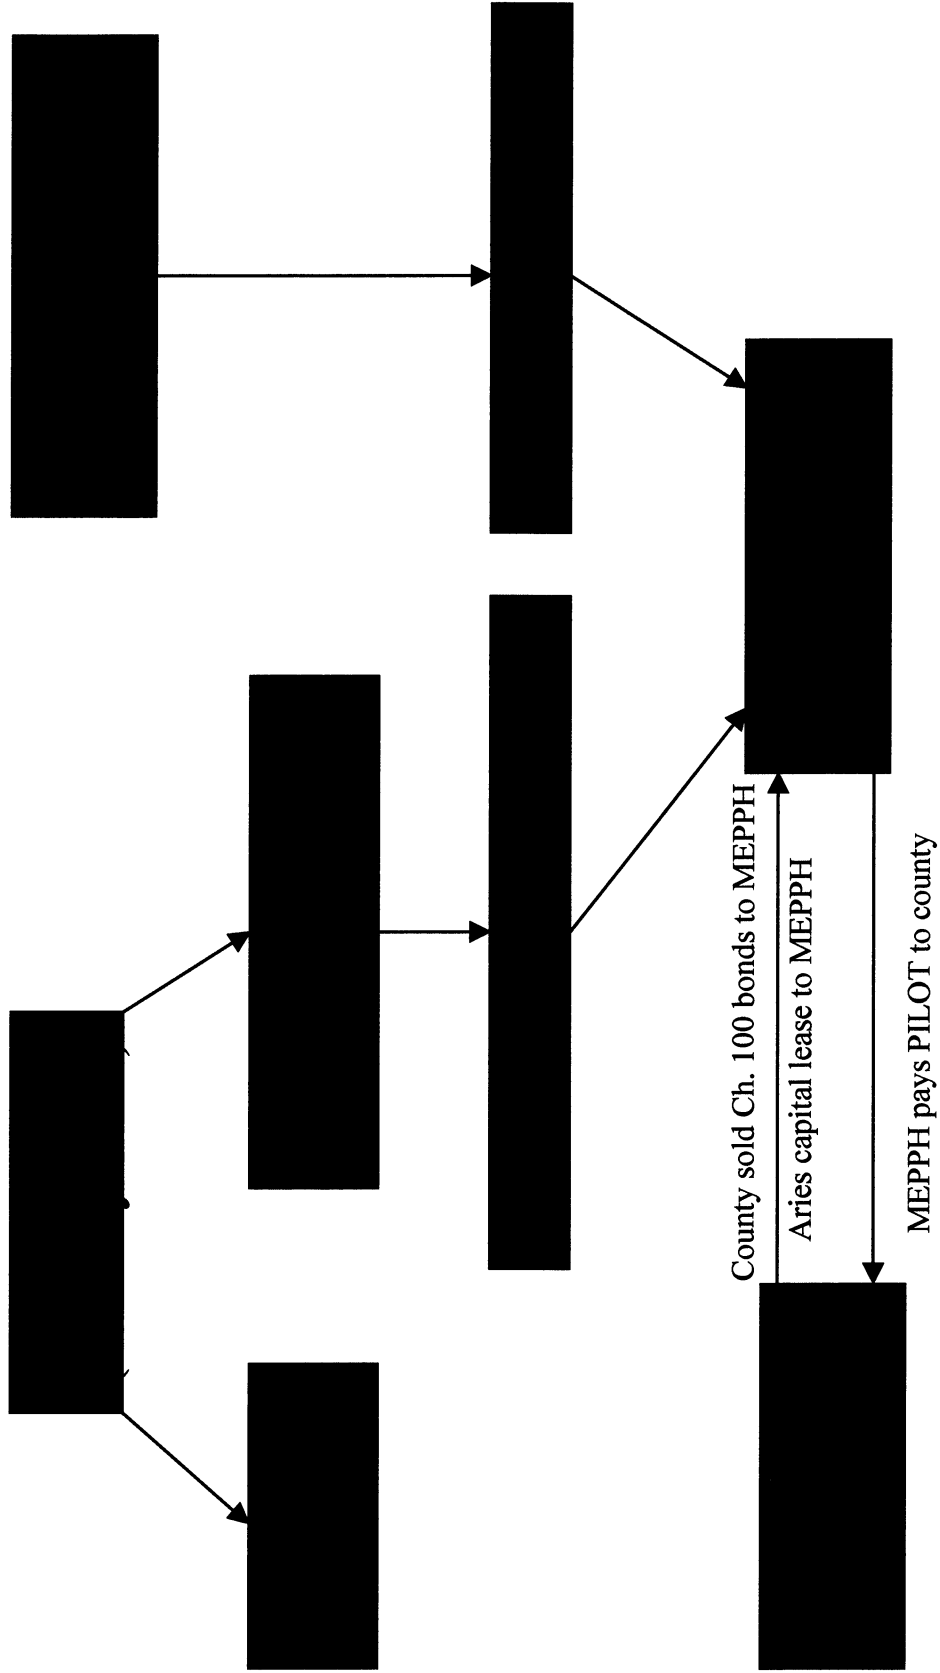 County sold Ch. 100 bonds to MEPPH
Aries capital lease to MEPPH
MEPPH pays PILOT to county